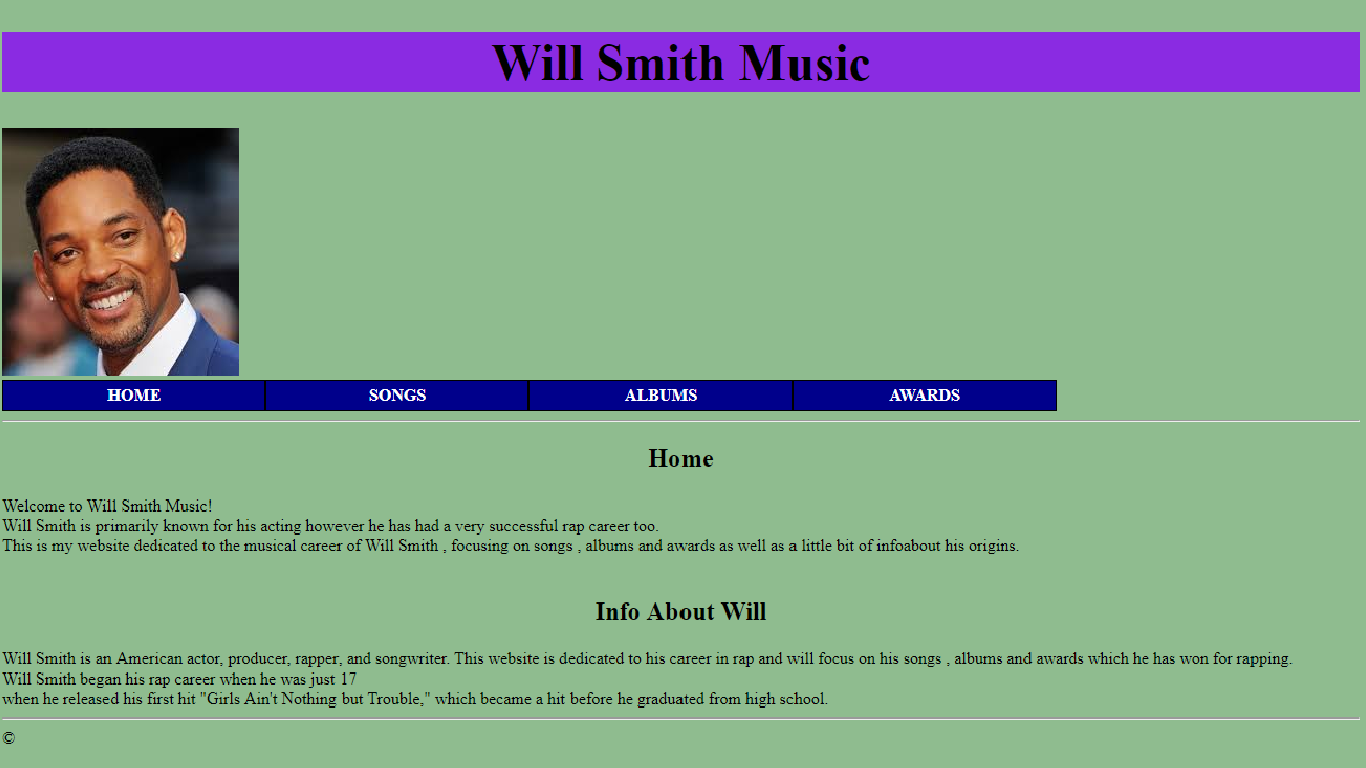 Will Smith Music
HOME SONGS ALBUMS AWARDS
Home
Welcome to Will Smith Music!
Will Smith is primarily known for his acting however he has had a very successful rap career too.
This is my website dedicated to the musical career of Will Smith , focusing on songs , albums and awards as well as a little bit of infoabout his origins.
Info About Will
Will Smith is an American actor, producer, rapper, and songwriter. This website is dedicated to his career in rap and will focus on his songs , albums and awards which he has won for rapping.
Will Smith began his rap career when he was just 17
when he released his first hit "Girls Ain't Nothing but Trouble," which became a hit before he graduated from high school.
©